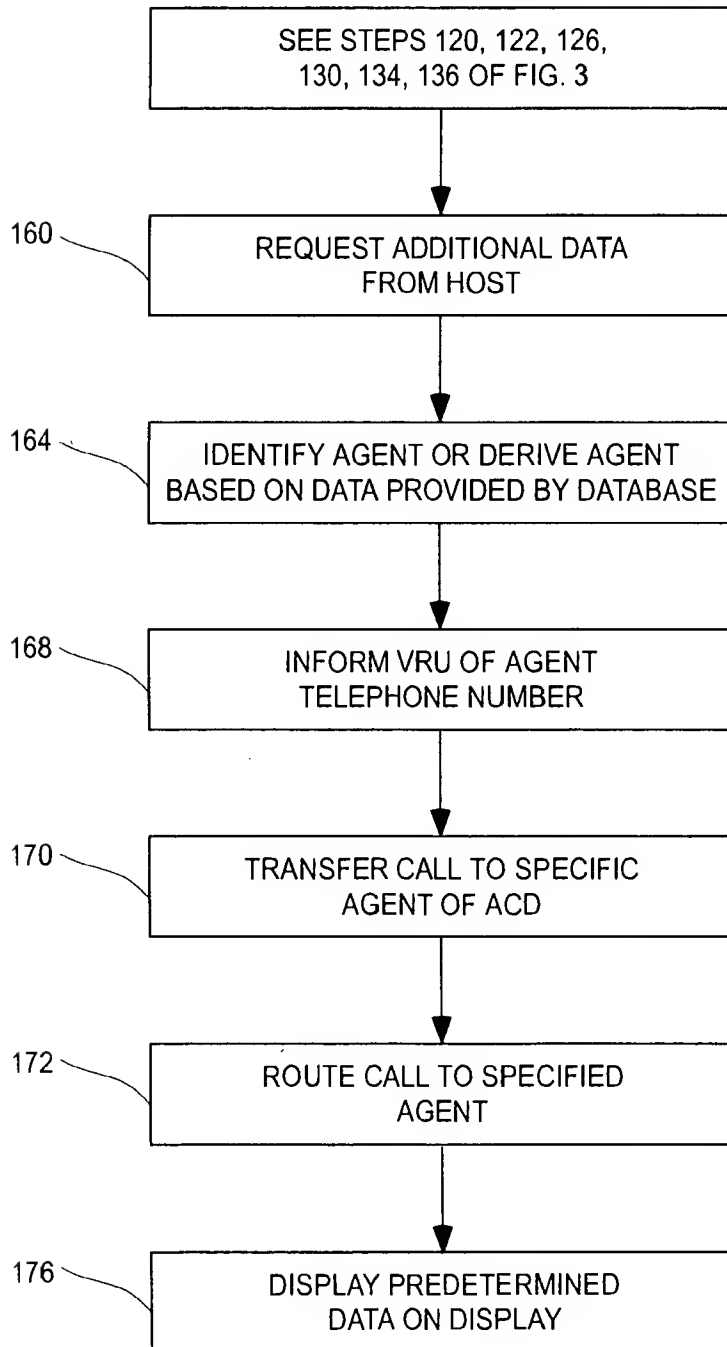 SEE STEPS 120, 122, 126,
130, 134, 136 OF FIG. 3
160
REQUEST ADDITIONAL DATA
FROM HOST
164
IDENTIFY AGENT OR DERIVE AGENT
BASED ON DATA PROVIDED BY DATABASE
168
INFORM VRU OF AGENT
TELEPHONE NUMBER
170
TRANSFER CALL TO SPECIFIC
AGENT OF ACD
172
ROUTE CALL TO SPECIFIED
AGENT
176
DISPLAY PREDETERMINED
DATA ON DISPLAY